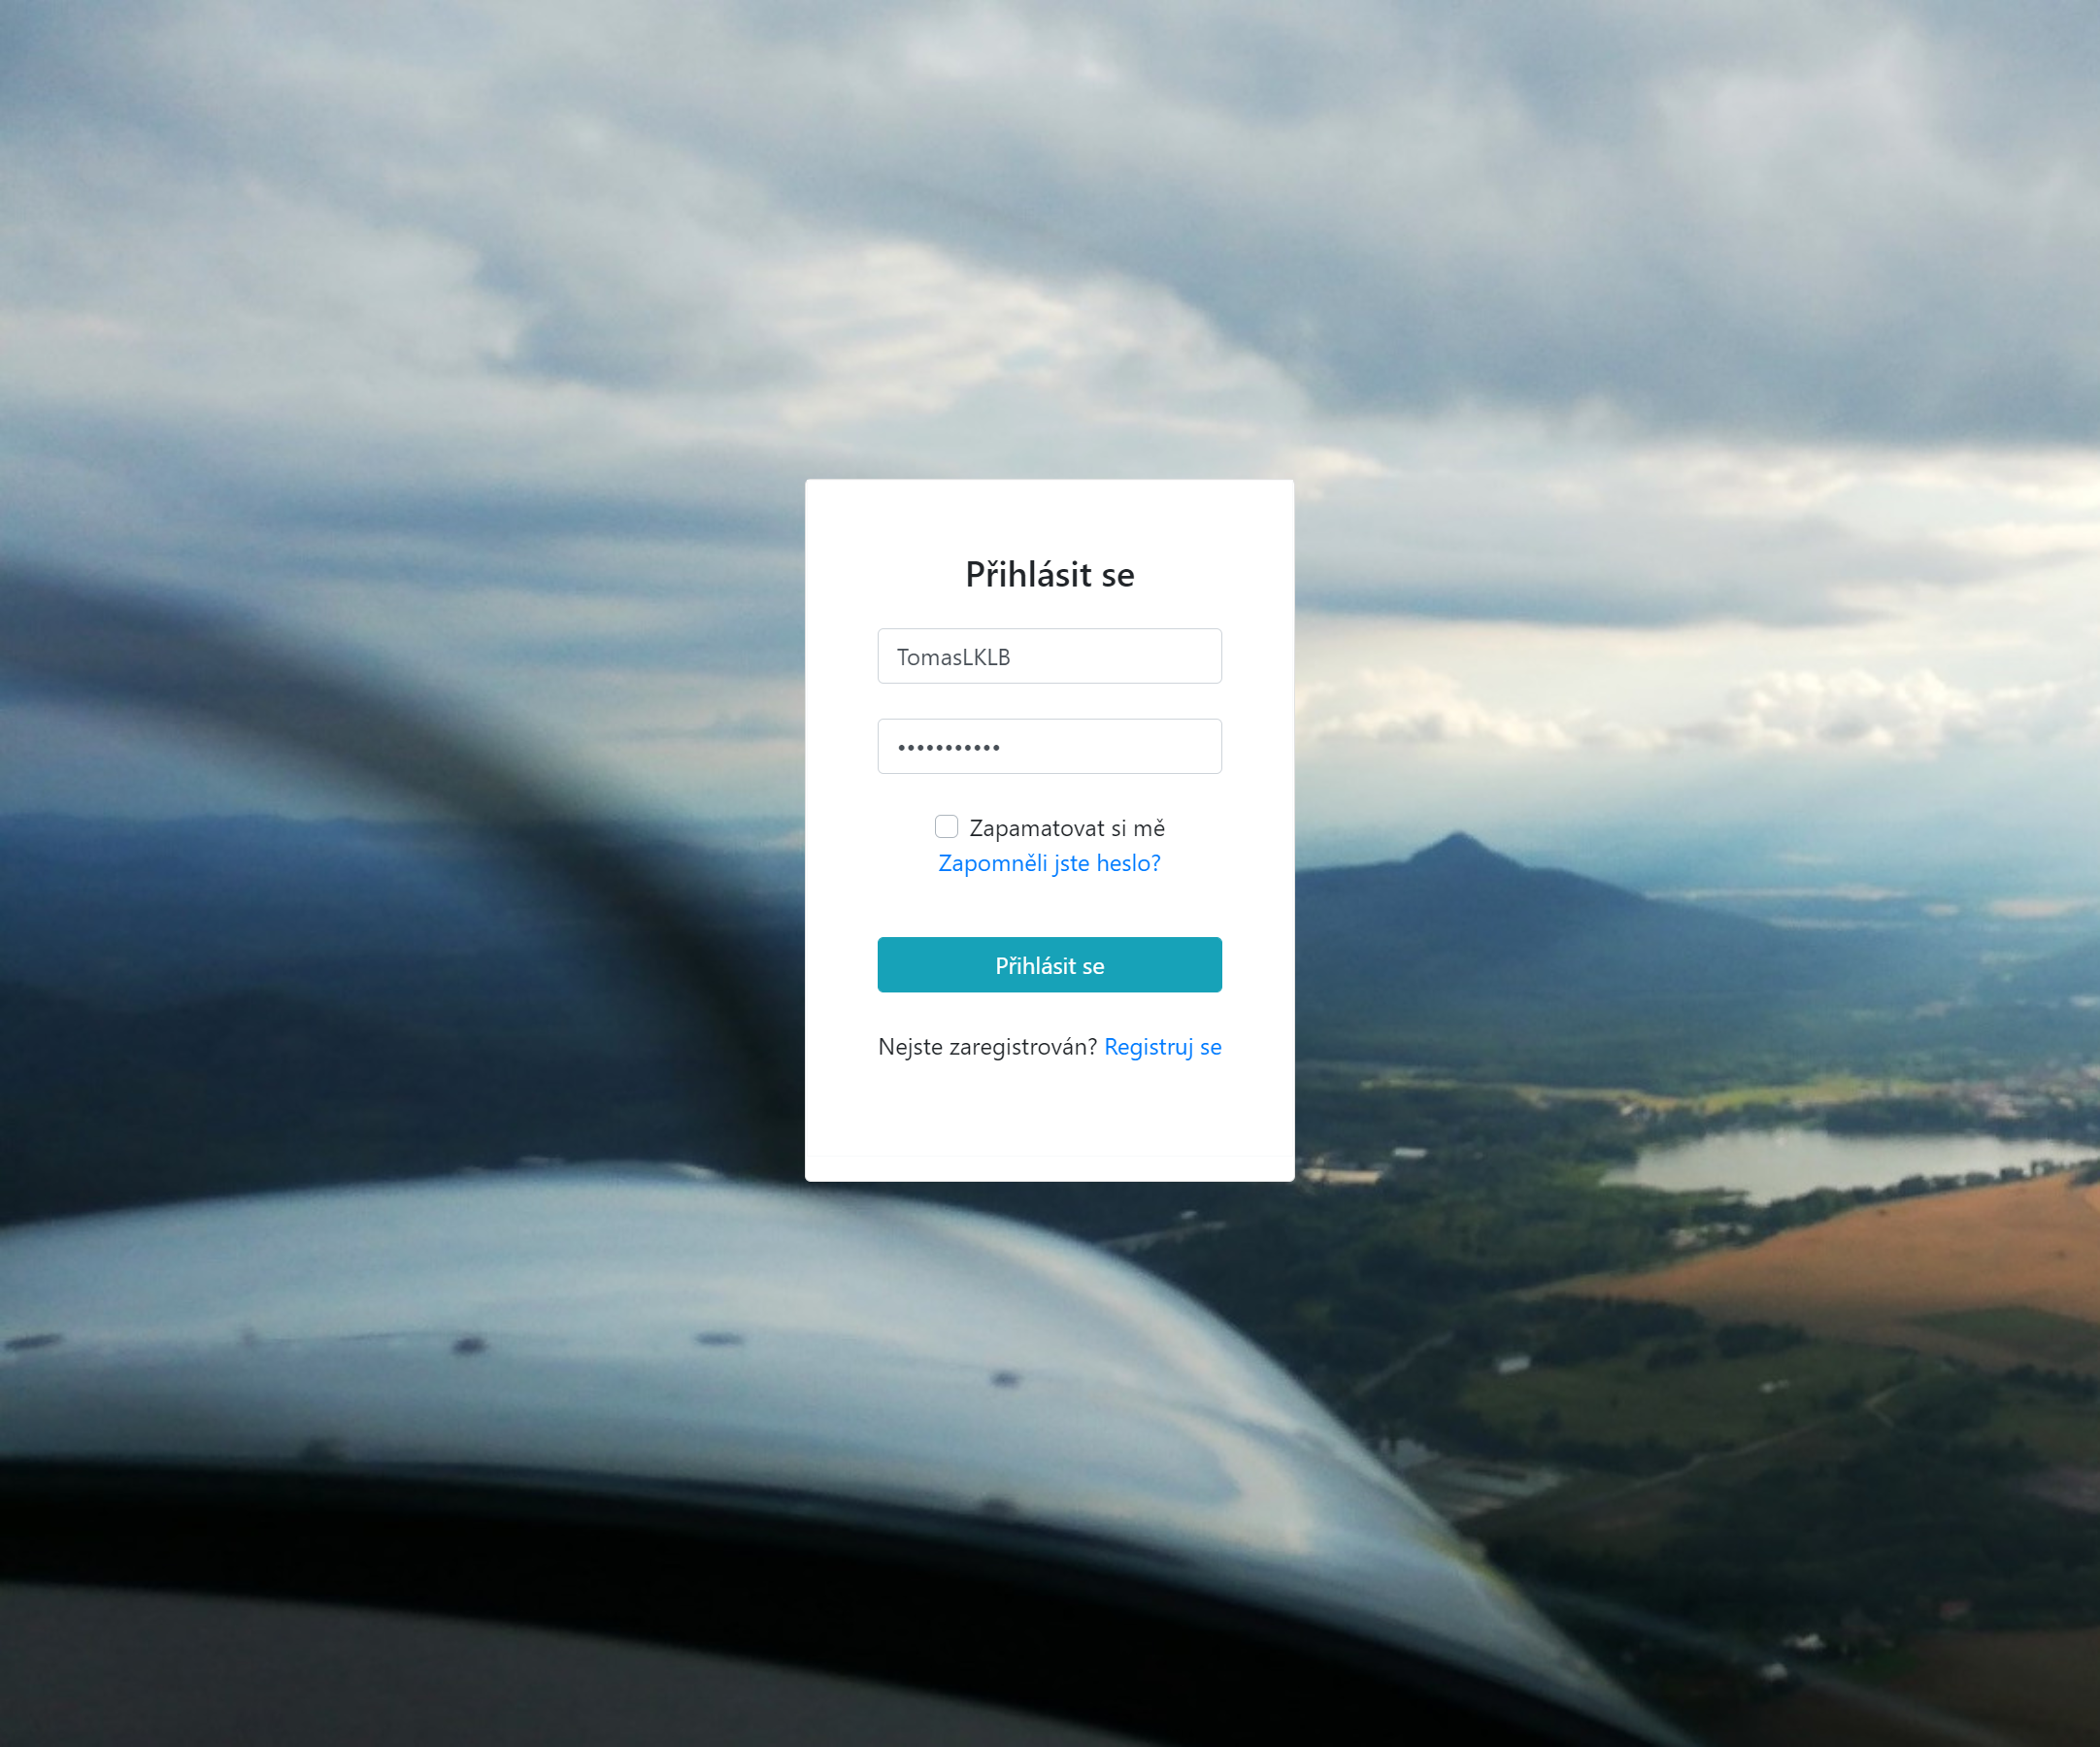 Přihlásit se
TomasLKLB
•••••••••••
Zapamatovat si mě
Zapomněli jste heslo?
Přihlásit se
Nejste zaregistrován? Registruj se